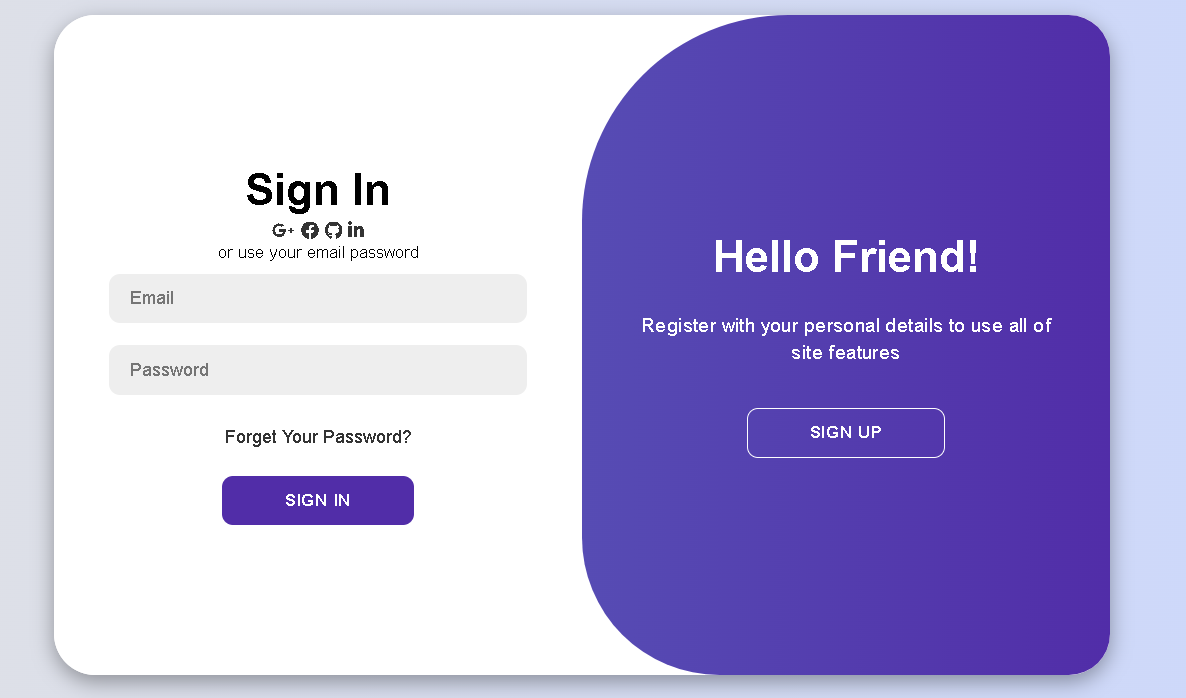 Sign In
or use your email password
Email
Password
Forget Your Password?
SIGN IN
Hello Friend!
Register with your personal details to use all of
site features
SIGN UP